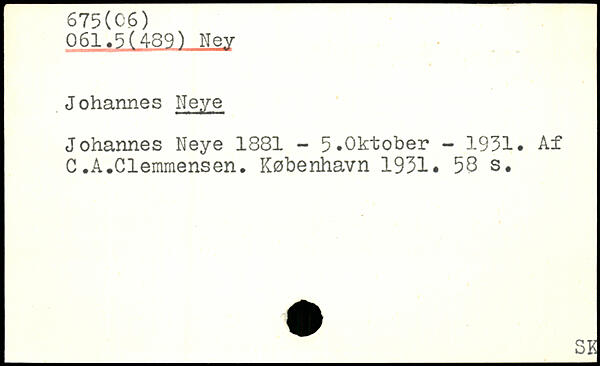 675(06)
061.5(489) Ney
Johannes Neye
Johannes Neye 1881 - 5.Oktober - 1931. Af
C.A.Clemmensen. København 1931. 58 s.
SK